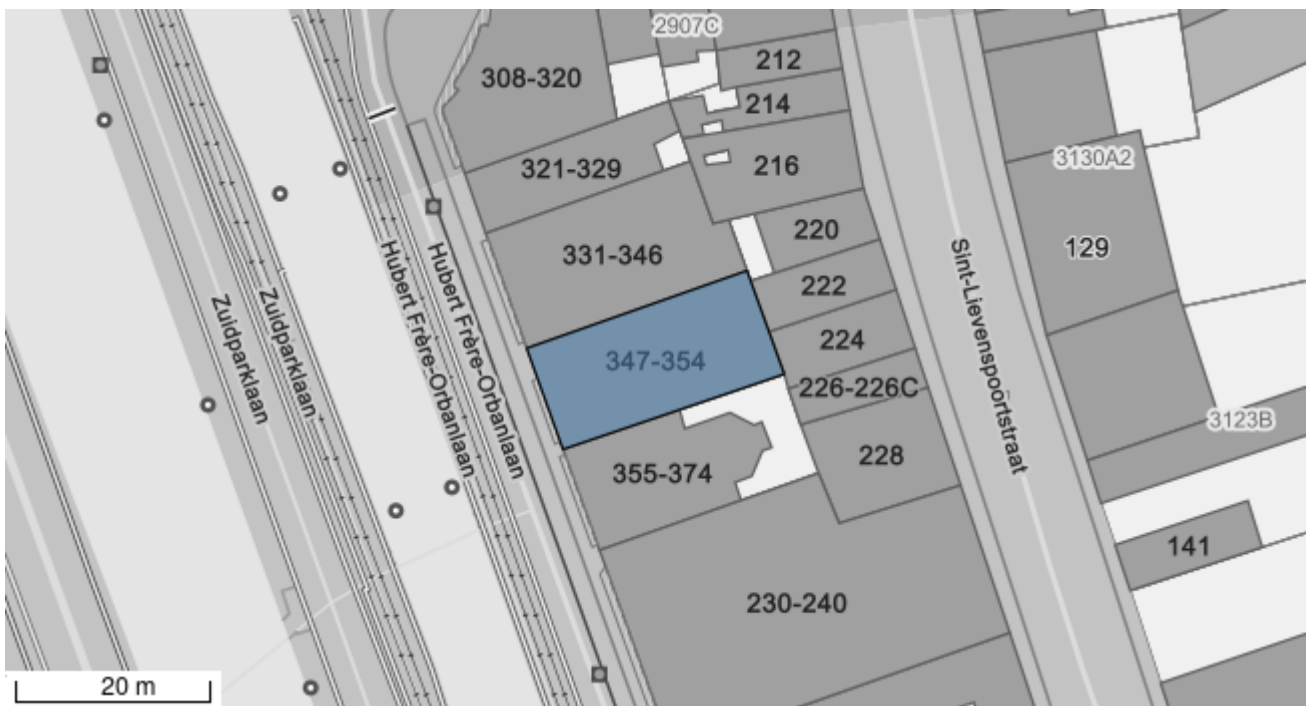 2907C
212
308-320
214
3130A2
321-329
216
220
129
331-346
222
Hubert Frère-Orbanlaan
Hubert Frère-Orbanlaan
Sint-Lievenspoortstraat
Zuidparklaan
Zuidparklaan
224
347-354
226-226C
3123B
228
355-374
141
230-240
20 m